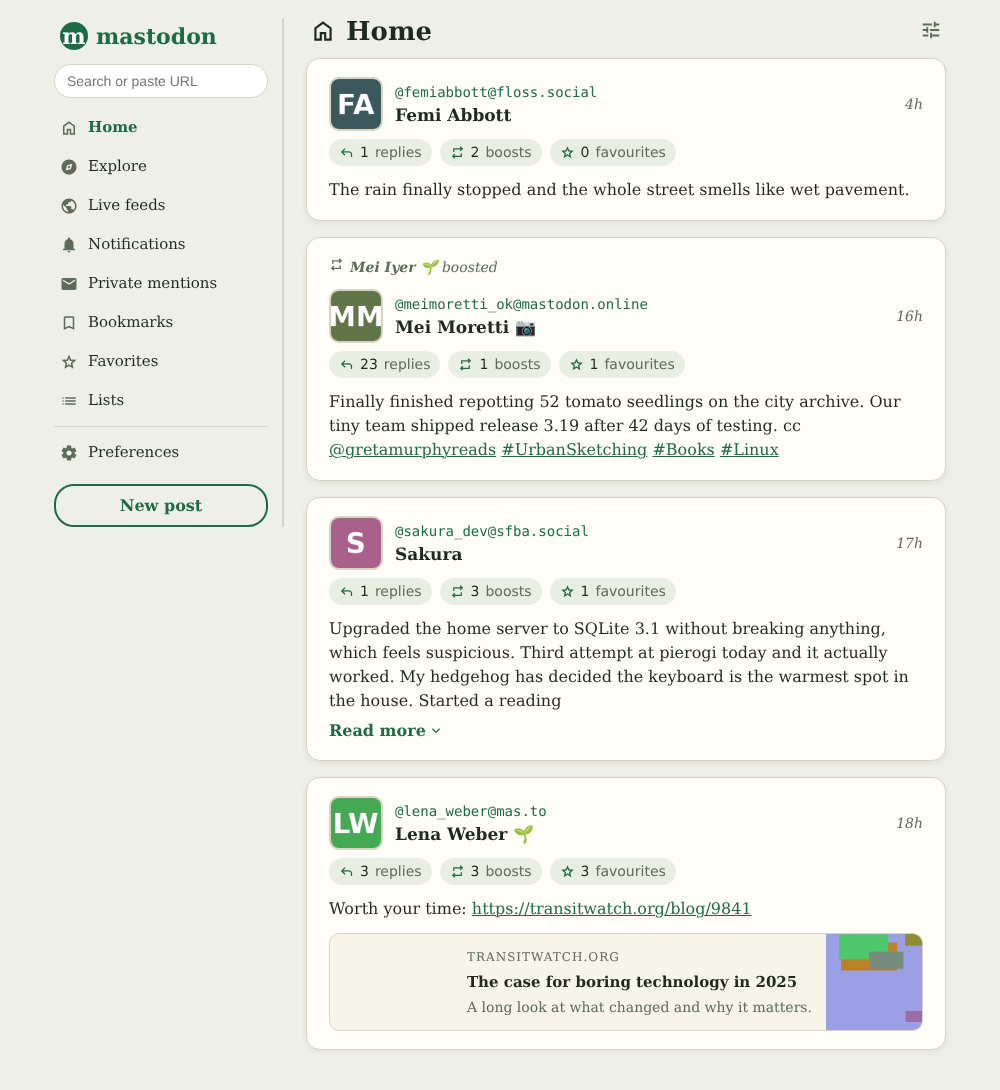 mastodon
Search or paste URL
Home
Explore
Live feeds
Notifications
Private mentions
Bookmarks
Favorites
Lists
Preferences
New post
Home
FA
@femiabbott@floss.social
Femi Abbott
4h
1 replies
2 boosts
0 favourites
The rain finally stopped and the whole street smells like wet pavement.
Mei Iyer 🌱 boosted
MM
@meimoretti_ok@mastodon.online
Mei Moretti 📷
16h
23 replies
1 boosts
1 favourites
Finally finished repotting 52 tomato seedlings on the city archive. Our
tiny team shipped release 3.19 after 42 days of testing. cc
@gretamurphyreads #UrbanSketching #Books #Linux
S
@sakura_dev@sfba.social
Sakura
17h
1 replies
3 boosts
1 favourites
Upgraded the home server to SQLite 3.1 without breaking anything,
which feels suspicious. Third attempt at pierogi today and it actually
worked. My hedgehog has decided the keyboard is the warmest spot in
the house. Started a reading
Read more
LW
@lena_weber@mas.to
Lena Weber 🌱
18h
3 replies
3 boosts
3 favourites
Worth your time: https://transitwatch.org/blog/9841
TRANSITWATCH.ORG
The case for boring technology in 2025
A long look at what changed and why it matters.